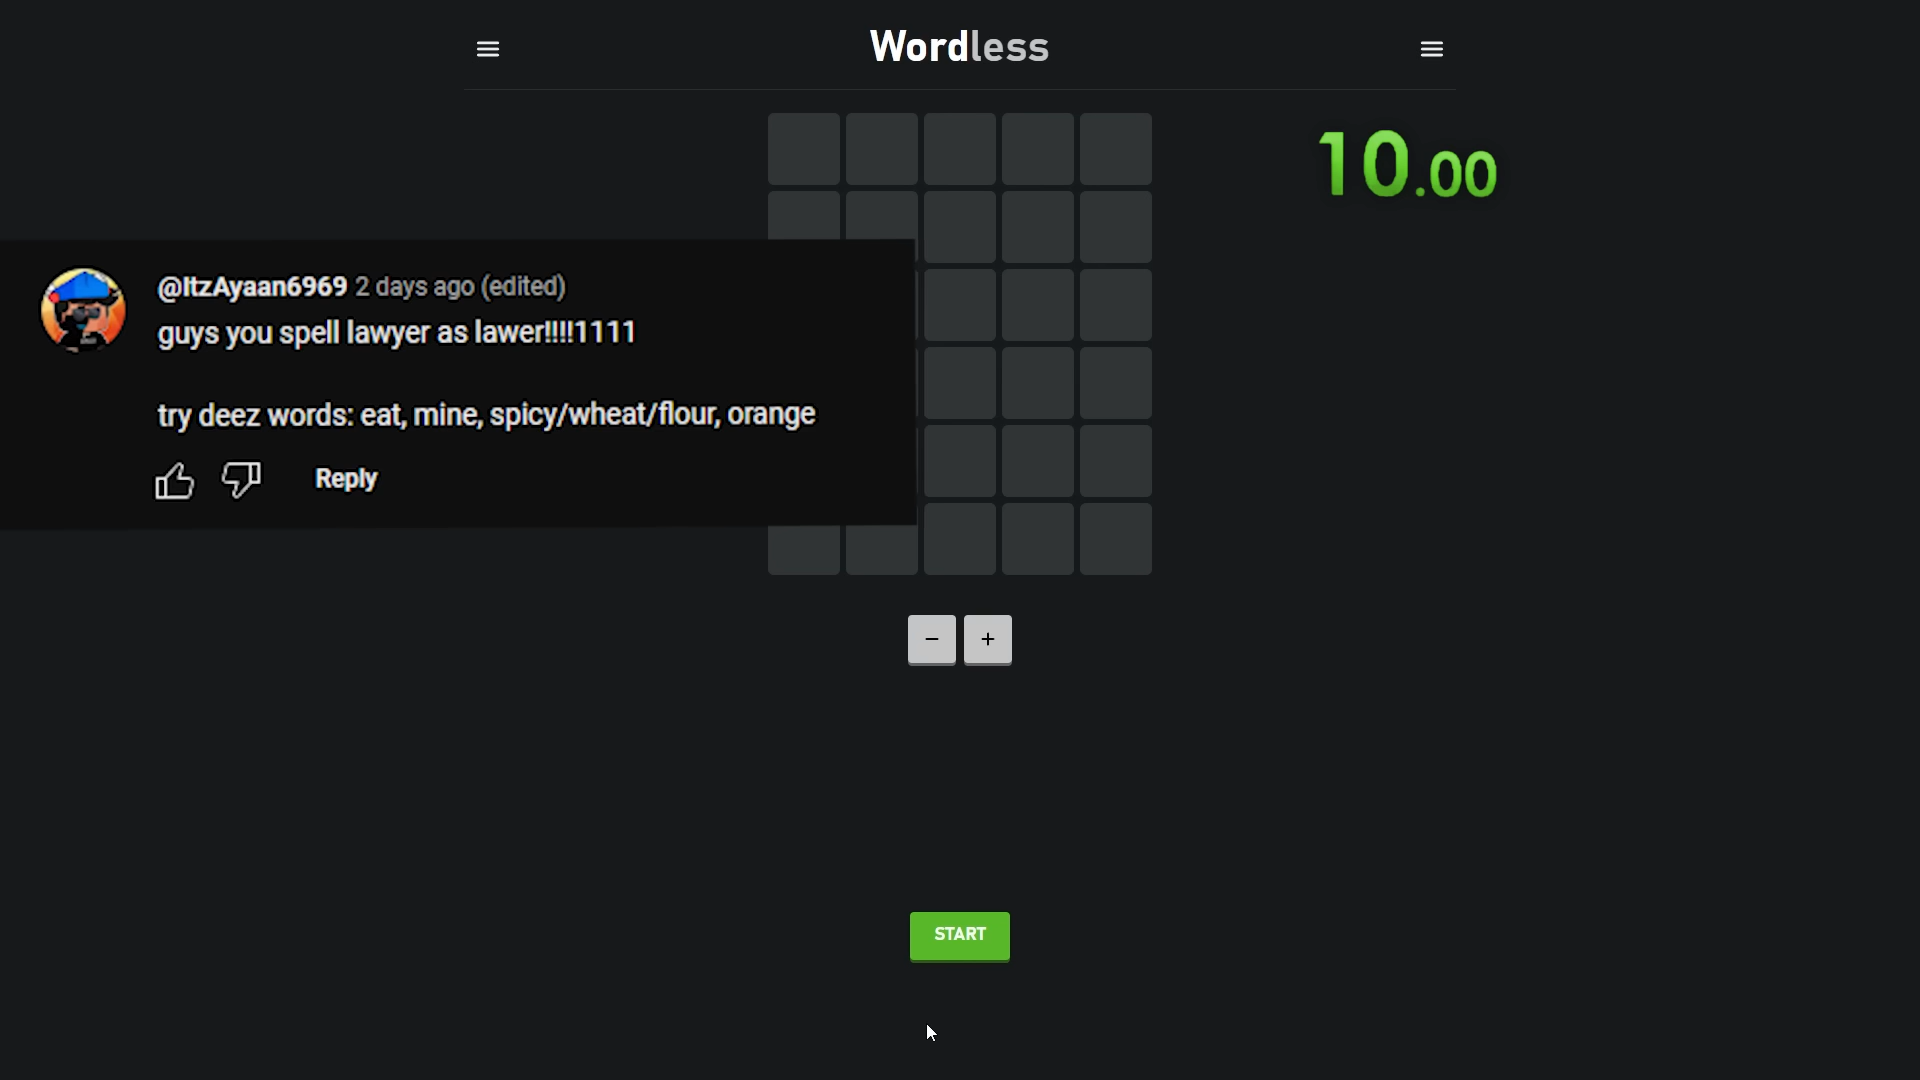 Wordless
10.00
@ItzAyaan6969 2 days ago (edited)
guys you spell lawyer as lawer!!!!1111
try deez words: eat, mine, spicy/wheat/flour, orange
Reply
− +
START